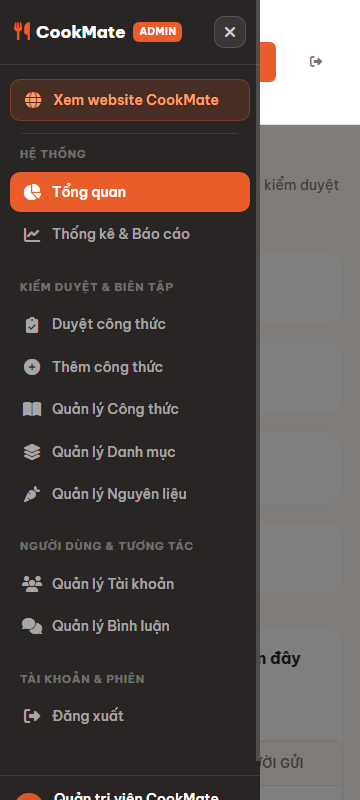 CookMate ADMIN
Xem website CookMate
HỆ THỐNG
Tổng quan
kiểm duyệt
Thống kê & Báo cáo
KIỂM DUYỆT & BIÊN TẬP
Duyệt công thức
Thêm công thức
Quản lý Công thức
Quản lý Danh mục
Quản lý Nguyên liệu
NGƯỜI DÙNG & TƯƠNG TÁC
Quản lý Tài khoản
Quản lý Bình luận
đây
TÀI KHOẢN & PHIÊN
Đăng xuất
GỬI
Quản trị viên CookMate